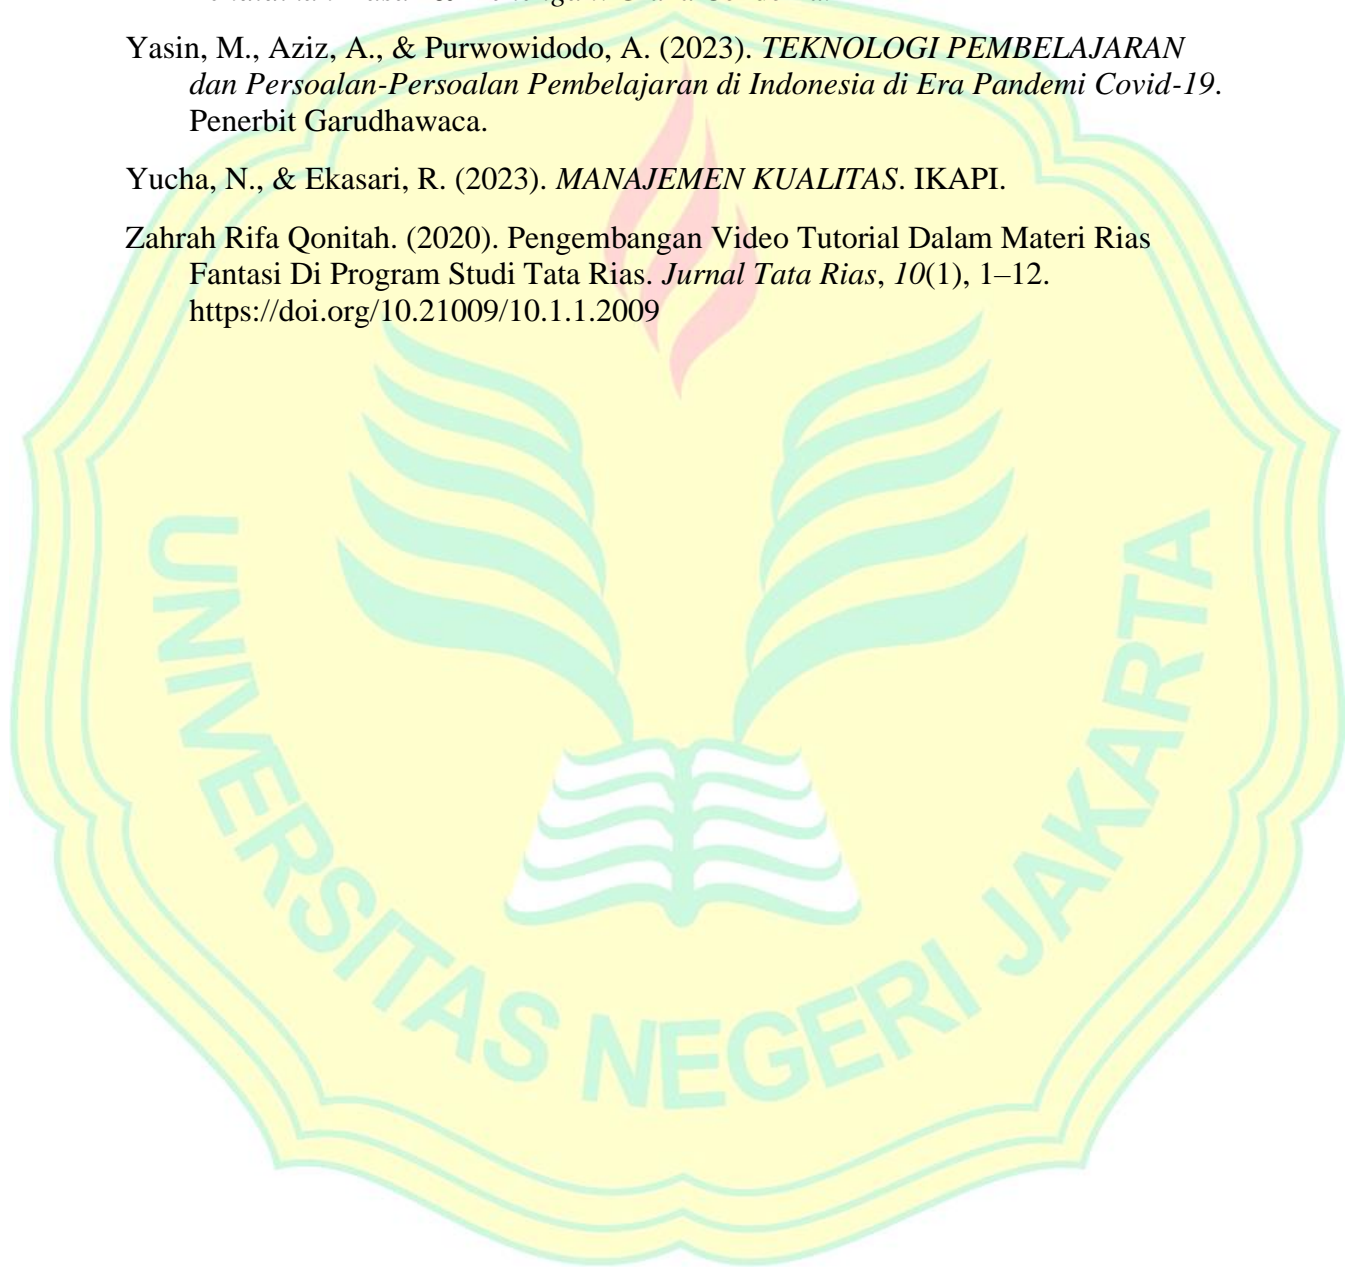 Yasin, M., Aziz, A., & Purwowidodo, A. (2023). TEKNOLOGI PEMBELAJARAN
dan Persoalan-Persoalan Pembelajaran di Indonesia di Era Pandemi Covid-19.
Penerbit Garudhawaca.
Yucha, N., & Ekasari, R. (2023). MANAJEMEN KUALITAS. IKAPI.
Zahrah Rifa Qonitah. (2020). Pengembangan Video Tutorial Dalam Materi Rias
Fantasi Di Program Studi Tata Rias. Jurnal Tata Rias, 10(1), 1–12.
https://doi.org/10.21009/10.1.1.2009
UNIVERSITAS NEGERI JAKARTA